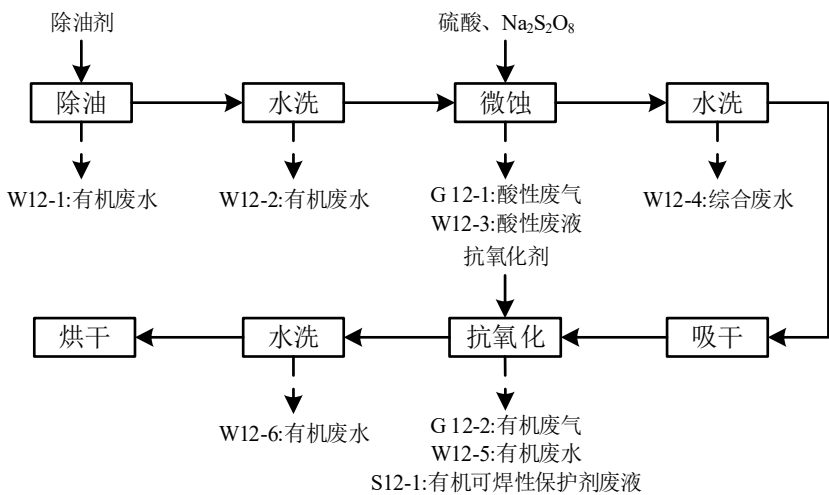 除油剂
硫酸、Na₂S₂O₈
除油
水洗
微蚀
水洗
W12-1:有机废水
W12-2:有机废水
G 12-1:酸性废气
W12-3:酸性废液
W12-4:综合废水
抗氧化剂
烘干
水洗
抗氧化
吸干
W12-6:有机废水
G 12-2:有机废气
W12-5:有机废水
S12-1:有机可焊性保护剂废液